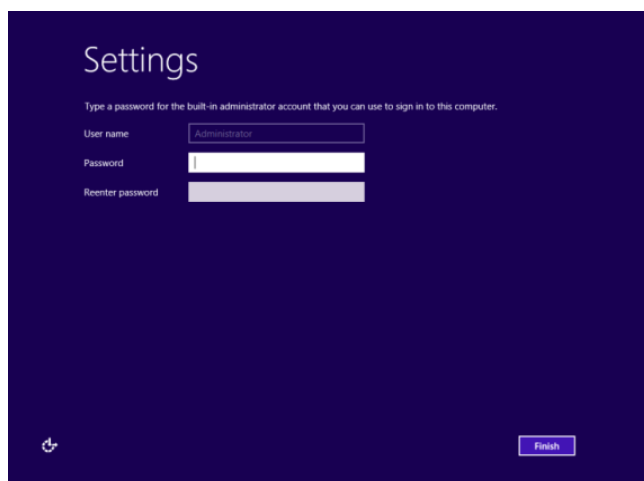 Settings
Type a password for the built-in administrator account that you can use to sign in to this computer.
User name
Administrator
Password
Reenter password
Finish